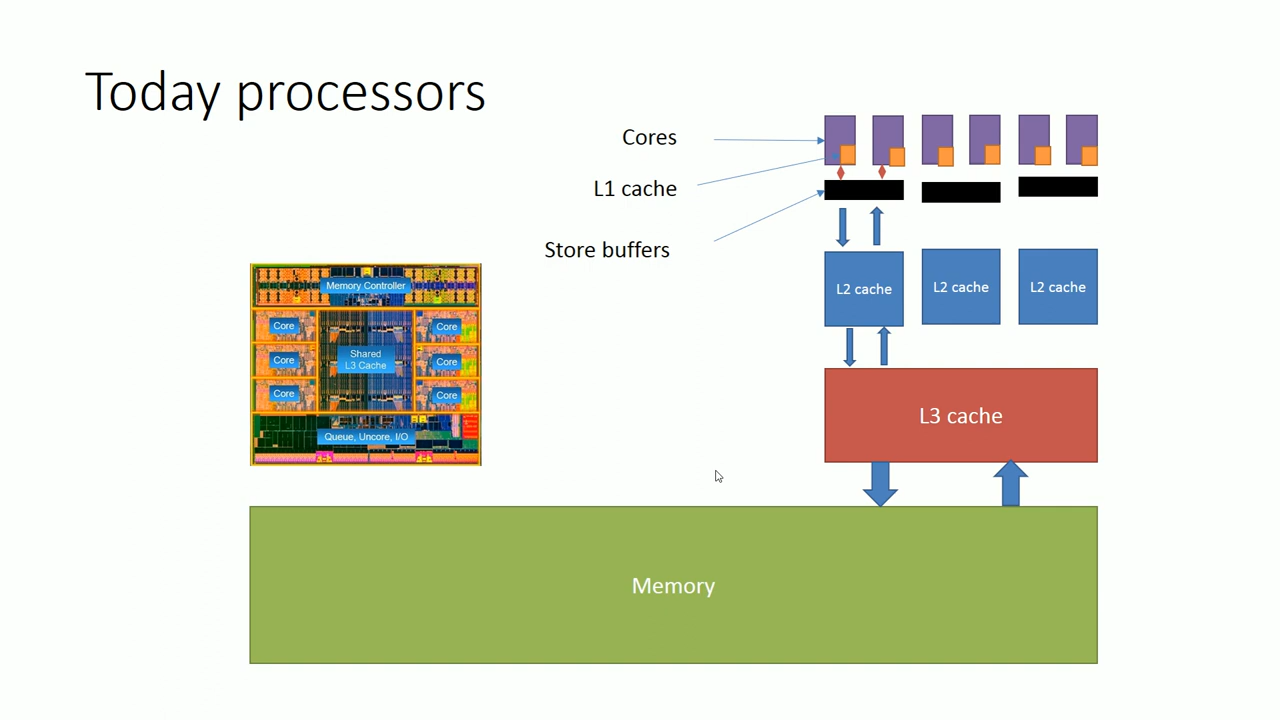 Today processors
Cores
L1 cache
Store buffers
L2 cache
L2 cache
L2 cache
L3 cache
Memory Controller
Core
Core
Core
Shared
L3 Cache
Core
Core
Core
Queue, Uncore, I/O
Memory